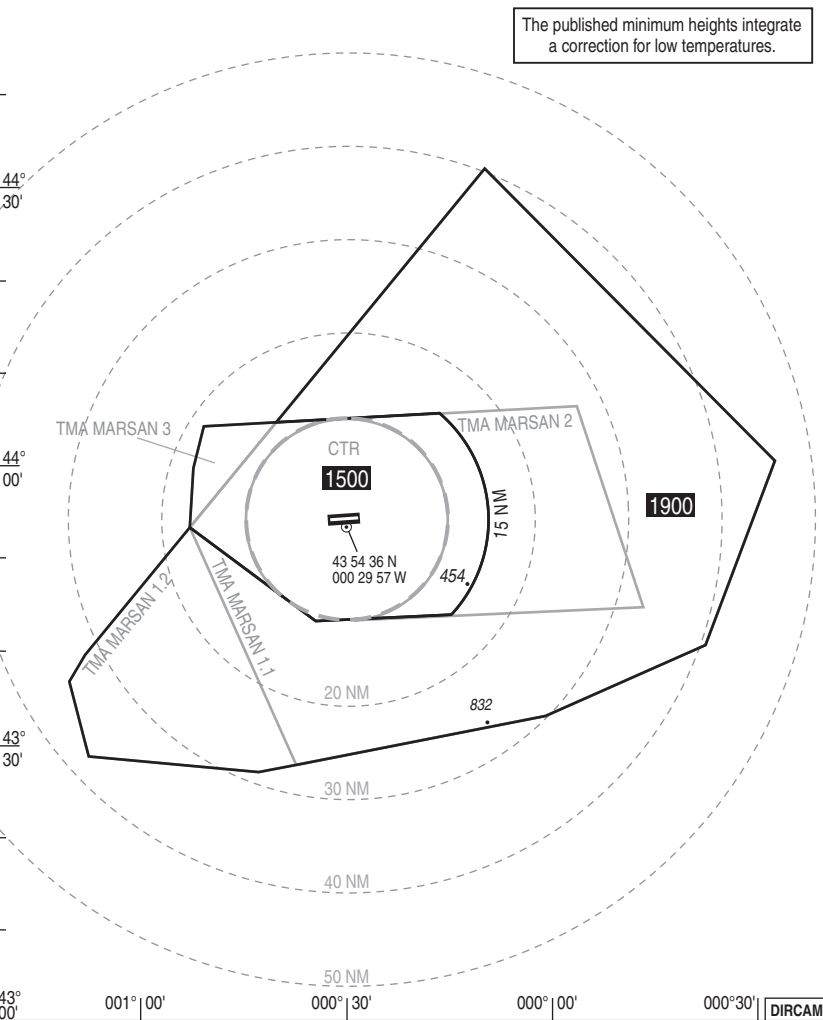 The published minimum heights integrate
a correction for low temperatures.
44°
30'
TMA MARSAN 3
TMA MARSAN 2
CTR
44°
00'
1500
1900
15 NM
43 54 36 N
000 29 57 W
454
TMA MARSAN 1.2
TMA MARSAN 1.1
20 NM
832
43°
30'
30 NM
40 NM
50 NM
43°
00'
001° 00'
000° 30'
000° 00'
000° 30'
DIRCAM